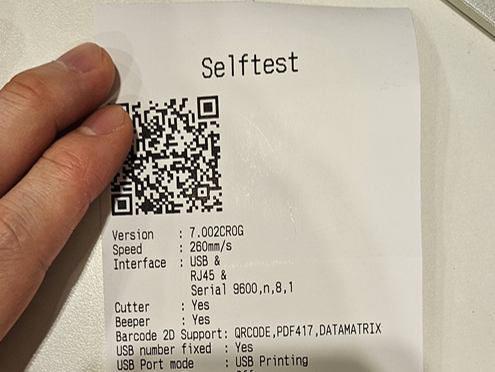 Selftest
Version : 7.002CROG
Speed : 260mm/s
Interface : USB &
RJ45 &
Serial 9600,n,8,1
Cutter : Yes
Beeper : Yes
Barcode 2D Support: QRCODE,PDF417,DATAMATRIX
USB number fixed : Yes
USB Port mode : USB Printing